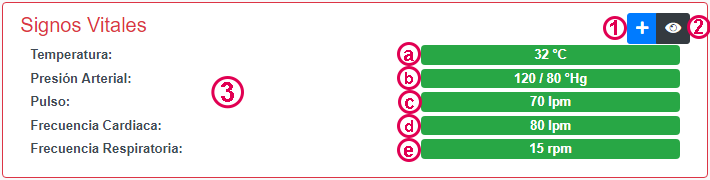 Signos Vitales 1 + 2
Temperatura: a 32 °C
Presión Arterial: b 120 / 80 °Hg
Pulso: c 70 lpm
3
Frecuencia Cardiaca: d 80 lpm
Frecuencia Respiratoria: e 15 rpm